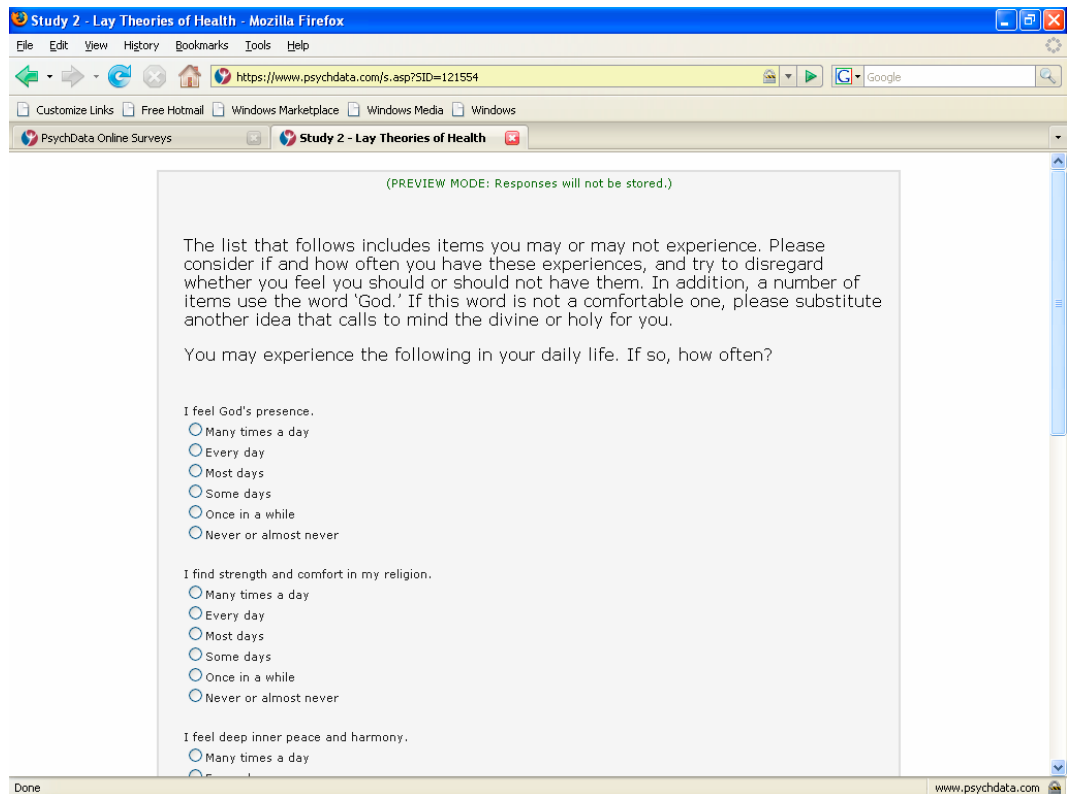 Study 2 - Lay Theories of Health - Mozilla Firefox
File Edit View History Bookmarks Tools Help
https://www.psychdata.com/s.asp?SID=121554
G Google
Customize Links Free Hotmail Windows Marketplace Windows Media Windows
PsychData Online Surveys Study 2 - Lay Theories of Health
(PREVIEW MODE: Responses will not be stored.)
The list that follows includes items you may or may not experience. Please
consider if and how often you have these experiences, and try to disregard
whether you feel you should or should not have them. In addition, a number of
items use the word ‘God.’ If this word is not a comfortable one, please substitute
another idea that calls to mind the divine or holy for you.
You may experience the following in your daily life. If so, how often?
I feel God's presence.
Many times a day
Every day
Most days
Some days
Once in a while
Never or almost never
I find strength and comfort in my religion.
Many times a day
Every day
Most days
Some days
Once in a while
Never or almost never
I feel deep inner peace and harmony.
Many times a day
Done www.psychdata.com